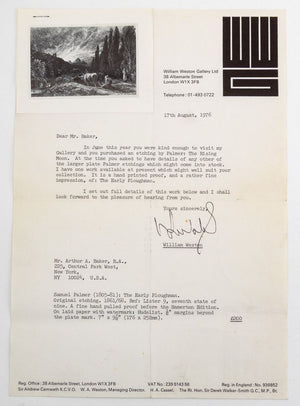 William Weston Gallery Ltd
38 Albemarle Street
London W1X 3FB
Telephone: 01-493 0722
17th August, 1976
Dear Mr. Baker,
In June this year you were kind enough to visit my
Gallery and you purchased an etching by Palmer: The Rising
Moon. At the time you asked to have details of any other of the
larger plate Palmer etchings which might come into stock.
I have one work available at present which might well suit your
collection. It is a hand printed proof, and a rather fine
impression, of: The Early Ploughman.
I set out full details of this work below and I shall
look forward to the pleasure of hearing from you.
Yours sincerely,
William Weston
Mr. Arthur A. Baker, R.A.
225, Central Park West,
New York,
NY 10024, U.S.A.
Samuel Palmer (1805-81): The Early Ploughman.
Original etching. 1861/68. Ref: Lister 9, seventh state of
nine. A fine hand pulled proof before the Hamerton Edition.
On laid paper with watermark: Hudelist. margins beyond
the plate mark. (176 x 252mm). £800
Reg. Office: 38 Albemarle Street, London W1X 3FB VAT No: 239 5143 66 Reg. in England: No. 926952
Sir Andrew Carnwath K.C.V.O. W. A. Weston, Managing Director. H. A. Cassel. The Rt. Hon. Sir Derek Walker-Smith Q.C., M.P., Bt.